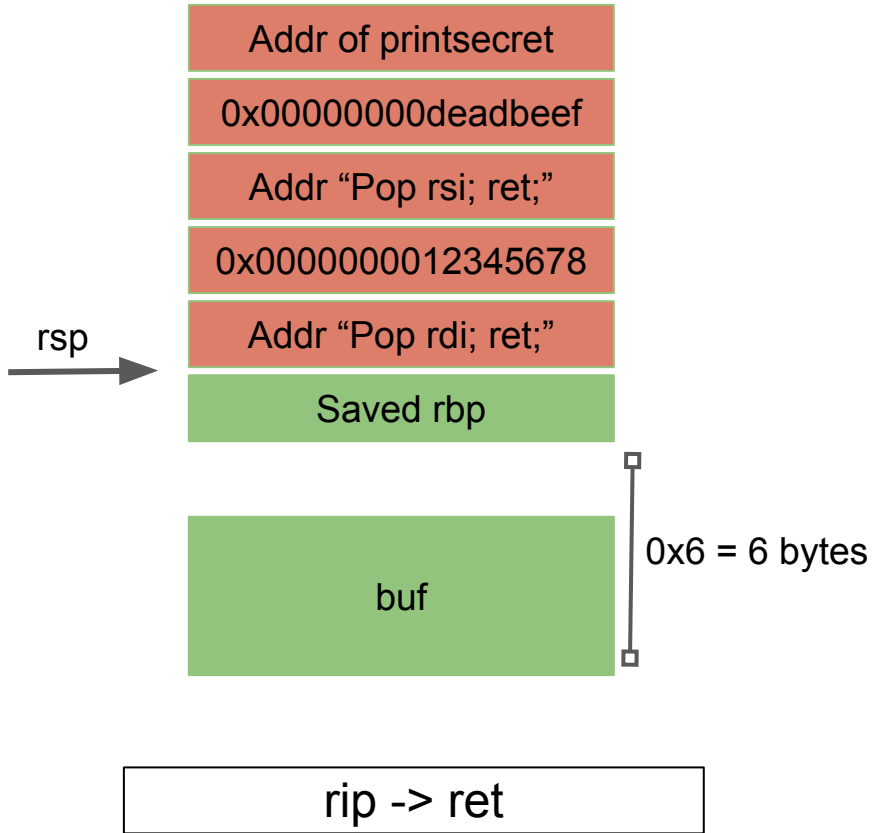 Addr of printsecret
0x00000000deadbeef
Addr “Pop rsi; ret;”
0x0000000012345678
Addr “Pop rdi; ret;”
rsp
Saved rbp
0x6 = 6 bytes
buf
rip -> ret